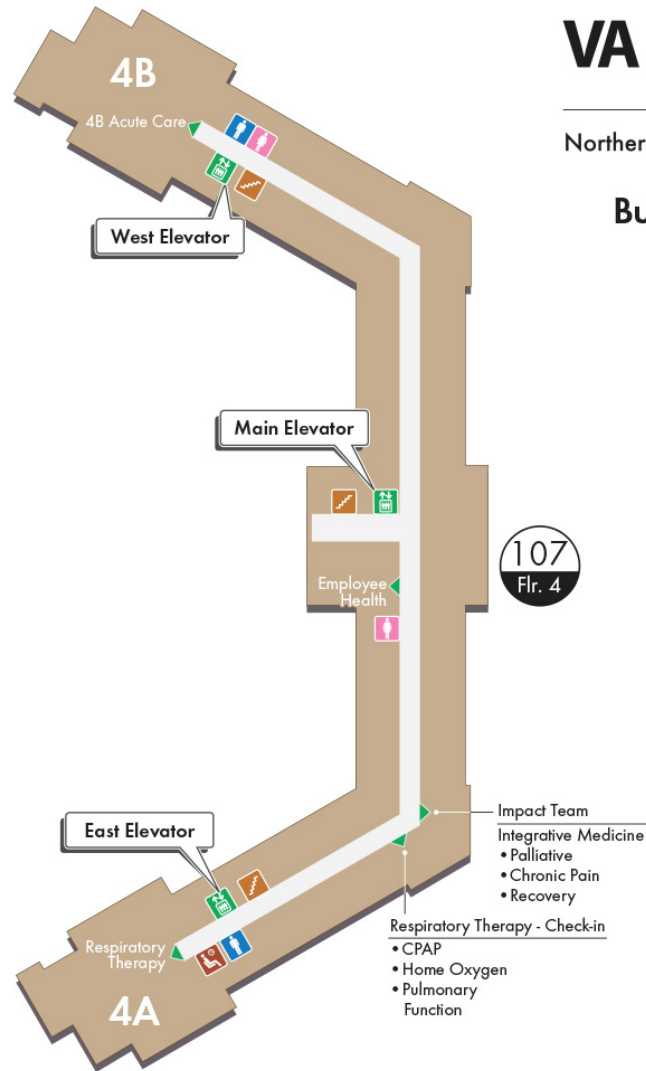 VA
Norther
Bu
4B
4B Acute Care
West Elevator
Main Elevator
107
Flr. 4
Employee
Health
Impact Team
Integrative Medicine
• Palliative
• Chronic Pain
• Recovery
East Elevator
Respiratory Therapy - Check-in
• CPAP
• Home Oxygen
• Pulmonary
Function
Respiratory
Therapy
4A